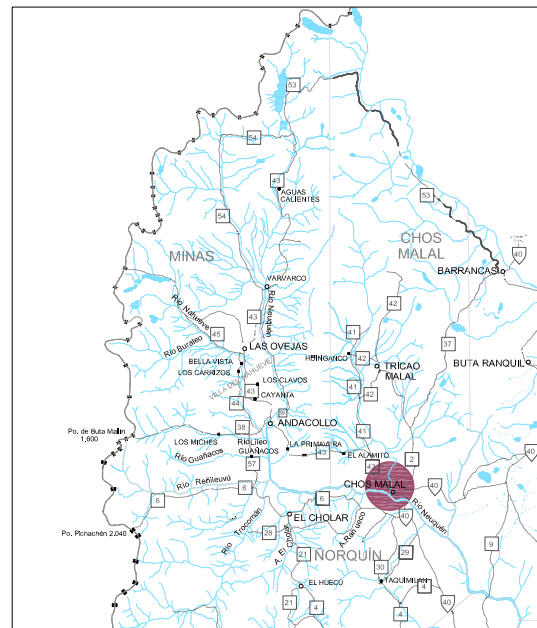 53
54
43
AGUAS
CALIENTES
54
53
MINAS
CHOS
MALAL
40
BARRANCAS
VARVARCO
Río Neuquén
42
Río Nahueve
43
41
37
45
Río Buraleo
LAS OVEJAS
HUINGANCO
42
TRICAO
MALAL
BUTA RANQUIL
BELLA VISTA
LOS CARRIZOS
LOS CLAVOS
43
CAYANTA
41
42
44
39
ANDACOLLO
38
41
Po. de Buta Mallin
1,600
LOS MICHES
Río Lileo
GUAÑACOS
LA PRIMAVERA
43
EL ALAMITO
2
Río Guañacos
57
43
Río Reñileuvú
6
CHOS MALAL
40
6
6
Río Neuquén
EL CHOLAR
40
Po. Pichachén 2,040
Río Trocomán
28
A. El Cholar
NORQUÍN
21
29
9
30
EL HUECÚ
TAQUIMILAN
4
21
4
4
40